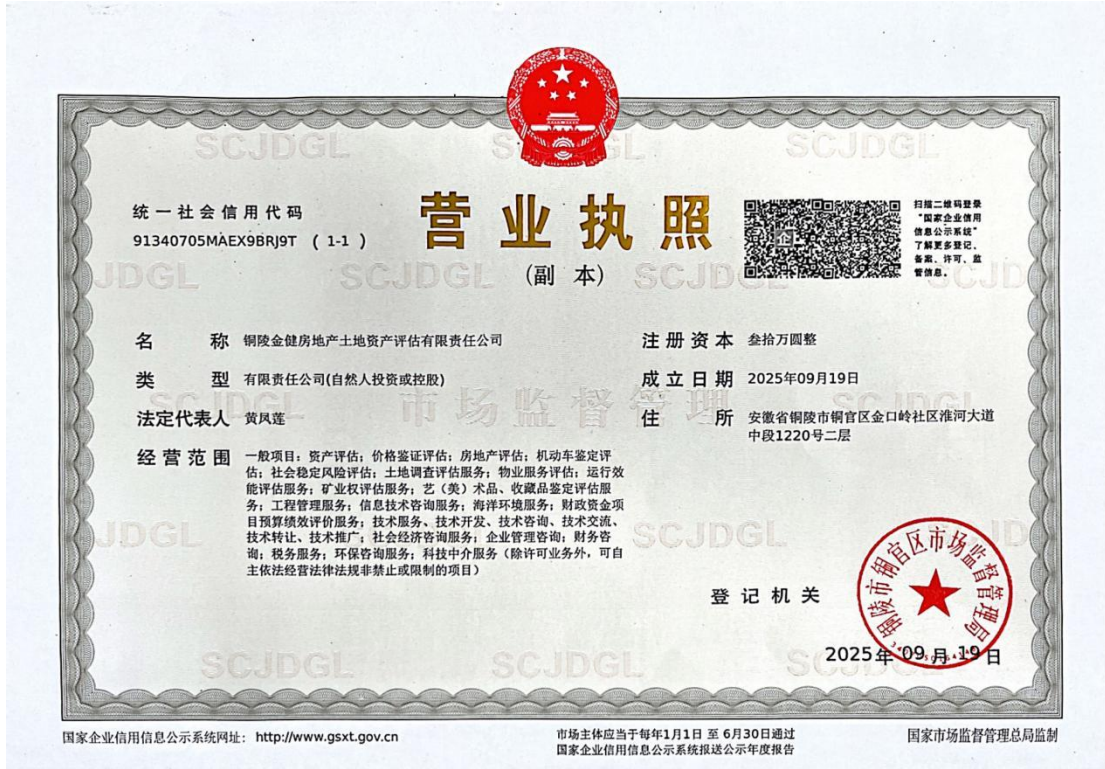 统一社会信用代码
91340705MAEX9BRJ9T (1-1)
营业执照
(副 本)
扫描二维码登录
“国家企业信用
信息公示系统”
了解更多登记、
备案、许可、监
管信息。
名 称 铜陵金健房地产土地资产评估有限责任公司
类 型 有限责任公司(自然人投资或控股)
法定代表人 黄凤莲
经营范围 一般项目：资产评估；价格鉴证评估；房地产评估；机动车鉴定评
估；社会稳定风险评估；土地调查评估服务；物业服务评估；运行效
能评估服务；矿业权评估服务；艺（美）术品、收藏品鉴定评估服
务；工程管理服务；信息技术咨询服务；海洋环境服务；财政资金项
目预算绩效评价服务；技术服务、技术开发、技术咨询、技术交流、
技术转让、技术推广；社会经济咨询服务；企业管理咨询；财务咨
询；税务服务；环保咨询服务；科技中介服务（除许可业务外，可自
主依法经营法律法规非禁止或限制的项目）
注册资本 叁拾万圆整
成立日期 2025年09月19日
住 所 安徽省铜陵市铜官区金口岭社区淮河大道
中段1220号二层
登记机关
铜陵市铜官区市场监督管理局
2025年 09月 19日
SCJDGL
市场监督管理
国家企业信用信息公示系统网址： http://www.gsxt.gov.cn
市场主体应当于每年1月1日 至 6月30日通过
国家企业信用信息公示系统报送公示年度报告
国家市场监督管理总局监制